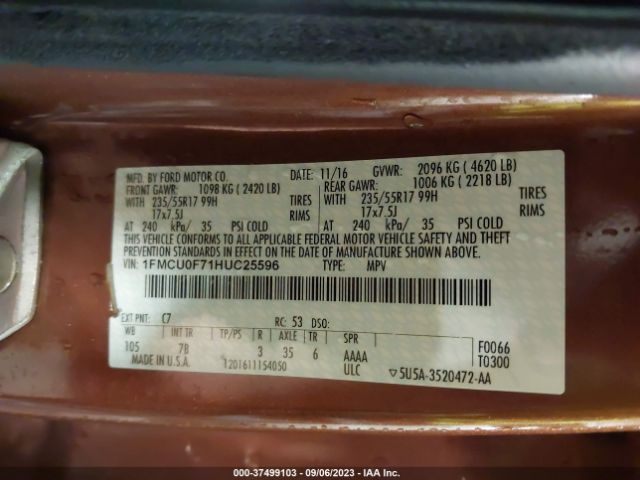 MFD. BY FORD MOTOR CO. 11/16 GVWR: 2096 KG ( 4620 LB)
FRONT GAWR: 1098 KG ( 2420 LB) REAR GAWR: 1006 KG ( 2218 LB)
WITH 235/55R17 99H TIRES WITH 235/55R17 99H TIRES
17x7.5J RIMS 17x7.5J RIMS
AT 240 kPa/ 35 PSI COLD AT 240 kPa/ 35 PSI COLD
THIS VEHICLE CONFORMS TO ALL APPLICABLE FEDERAL MOTOR VEHICLE SAFETY AND THEFT
PREVENTION STANDARDS IN EFFECT ON THE DATE OF MANUFACTURE SHOWN ABOVE.
VIN: 1FMCU0F71HUC25596 TYPE: MPV
EXT PNT: C7 RC: 53 DSO:
WB INT TR TP/PS R AXLE TR SPR F0066
105 7B 3 35 6 AAAA T0300
MADE IN U.S.A. 1201611154050 ULC ▽5U5A-3520472-AA
000-37499103 - 09/06/2023 - IAA Inc.